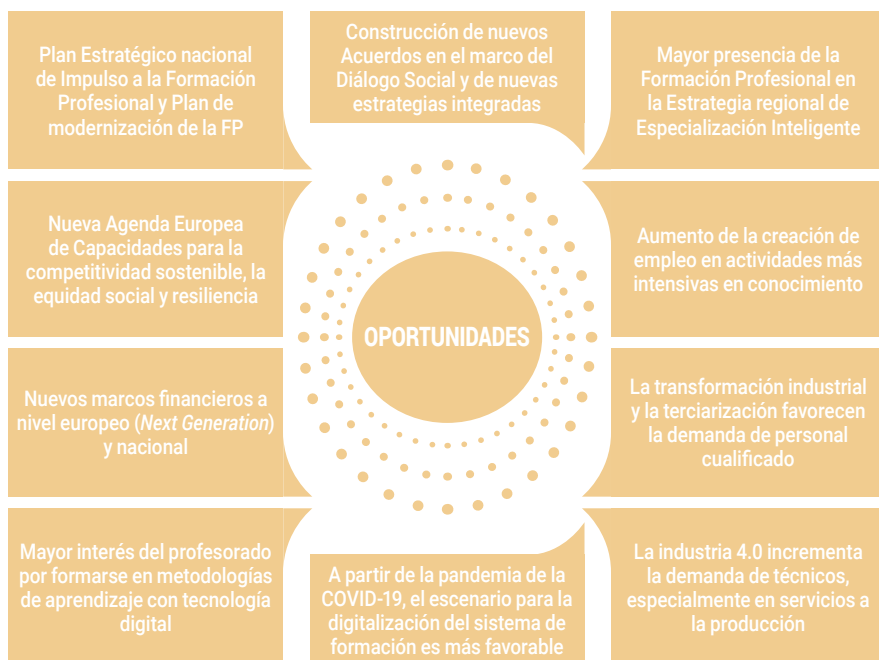 Plan Estratégico nacional
de Impulso a la Formación
Profesional y Plan de
modernización de la FP
Construcción de nuevos
Acuerdos en el marco del
Diálogo Social y de nuevas
estrategias integradas
Mayor presencia de la
Formación Profesional en
la Estrategia regional de
Especialización Inteligente
Nueva Agenda Europea
de Capacidades para la
competitividad sostenible, la
equidad social y resiliencia
Aumento de la creación de
empleo en actividades más
intensivas en conocimiento
OPORTUNIDADES
Nuevos marcos financieros a
nivel europeo (Next Generation)
y nacional
La transformación industrial
y la terciarización favorecen
la demanda de personal
cualificado
Mayor interés del profesorado
por formarse en metodologías
de aprendizaje con tecnología
digital
A partir de la pandemia de la
COVID-19, el escenario para la
digitalización del sistema de
formación es más favorable
La industria 4.0 incrementa
la demanda de técnicos,
especialmente en servicios a
la producción